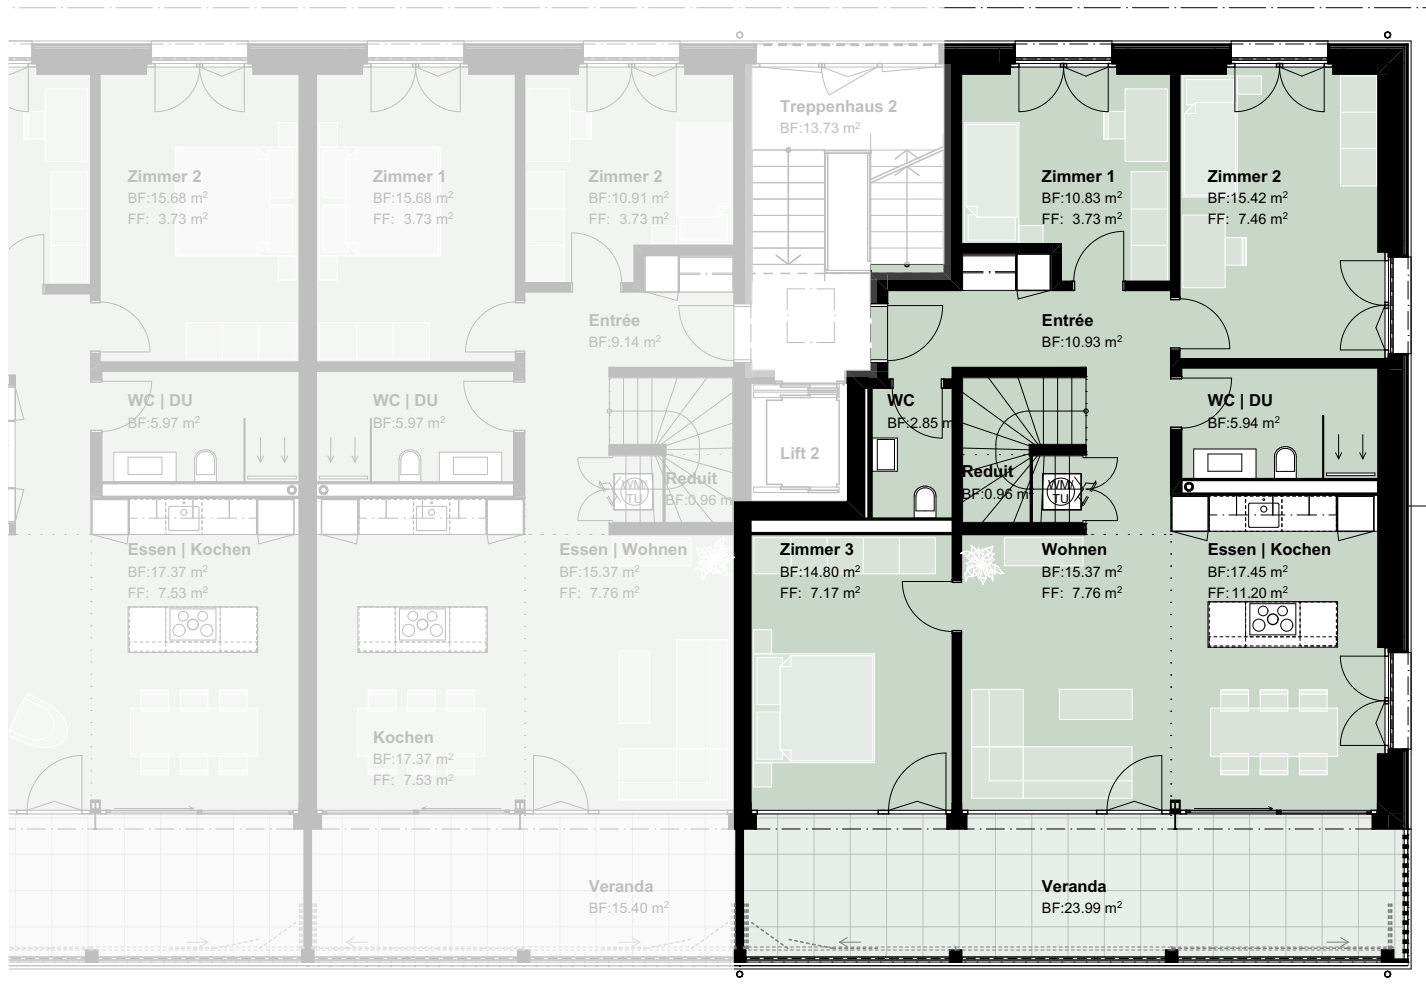 Treppenhaus 2
BF:13.73 m²
Zimmer 2
BF:15.68 m²
FF: 3.73 m²
Zimmer 1
BF:15.68 m²
FF: 3.73 m²
Zimmer 2
BF:10.91 m²
FF: 3.73 m²
Zimmer 1
BF:10.83 m²
FF: 3.73 m²
Zimmer 2
BF:15.42 m²
FF: 7.46 m²
Entrée
BF:9.14 m²
Entrée
BF:10.93 m²
WC | DU
BF:5.97 m²
WC | DU
BF:5.97 m²
WC
BF:2.85 m
WC | DU
BF:5.94 m²
Lift 2
Reduit
BF:0.96 m
WM/
TU
Reduit
BF:0.96 m²
WM/
TU
Essen | Kochen
BF:17.37 m²
FF: 7.53 m²
Essen | Wohnen
BF:15.37 m²
FF: 7.76 m²
Zimmer 3
BF:14.80 m²
FF: 7.17 m²
Wohnen
BF:15.37 m²
FF: 7.76 m²
Essen | Kochen
BF:17.45 m²
FF: 11.20 m²
Kochen
BF:17.37 m²
FF: 7.53 m²
Veranda
BF:15.40 m²
Veranda
BF:23.99 m²